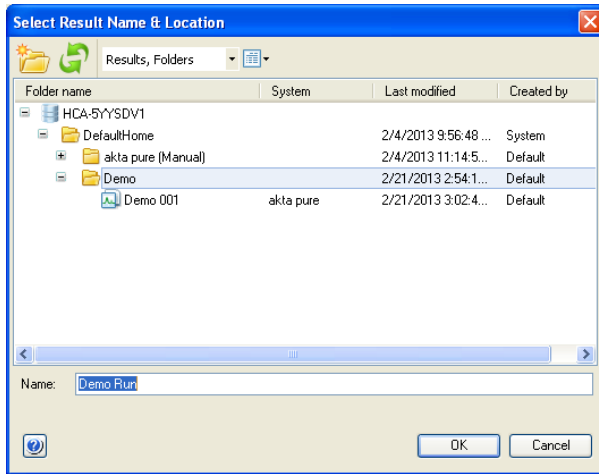 Select Result Name & Location
Results, Folders
Folder name System Last modified Created by
HCA-5YYSDV1
DefaultHome 2/4/2013 9:56:48 ... System
akta pure (Manual) 2/4/2013 11:14:5... Default
Demo 2/21/2013 2:54:1... Default
Demo 001 akta pure 2/21/2013 3:02:4... Default
Name: Demo Run
OK Cancel